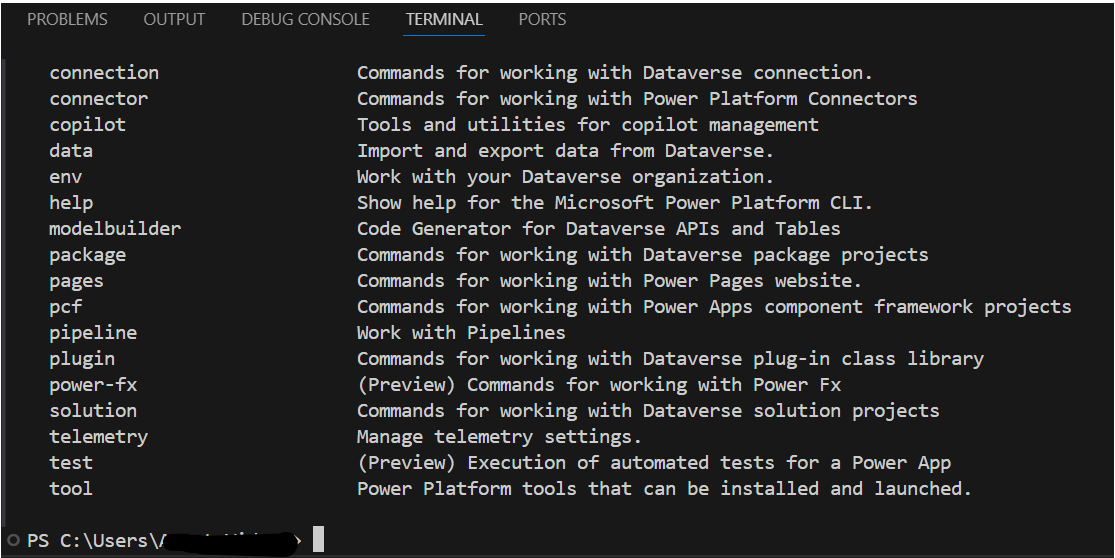 PROBLEMS OUTPUT DEBUG CONSOLE TERMINAL PORTS
connection Commands for working with Dataverse connection.
connector Commands for working with Power Platform Connectors
copilot Tools and utilities for copilot management
data Import and export data from Dataverse.
env Work with your Dataverse organization.
help Show help for the Microsoft Power Platform CLI.
modelbuilder Code Generator for Dataverse APIs and Tables
package Commands for working with Dataverse package projects
pages Commands for working with Power Pages website.
pcf Commands for working with Power Apps component framework projects
pipeline Work with Pipelines
plugin Commands for working with Dataverse plug-in class library
power-fx (Preview) Commands for working with Power Fx
solution Commands for working with Dataverse solution projects
telemetry Manage telemetry settings.
test (Preview) Execution of automated tests for a Power App
tool Power Platform tools that can be installed and launched.
PS C:\Users\